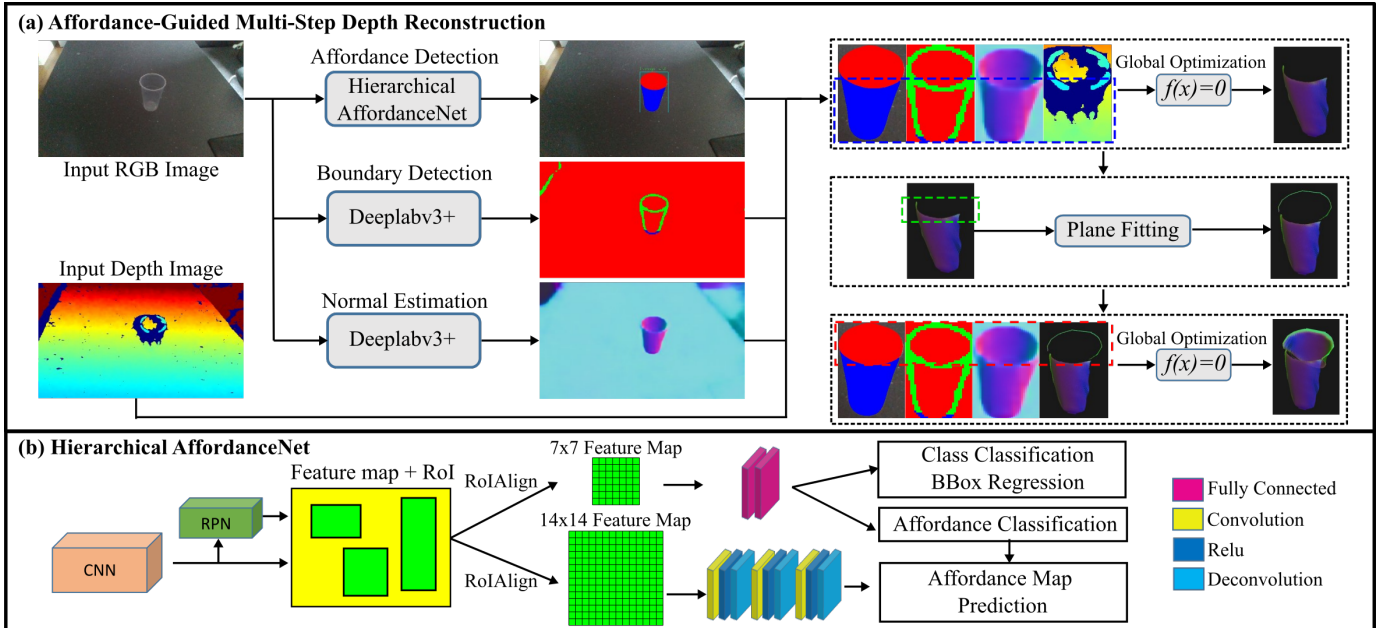 (a) Affordance-Guided Multi-Step Depth Reconstruction
Affordance Detection
Hierarchical
AffordanceNet
Input RGB Image
Boundary Detection
Deeplabv3+
Input Depth Image
Normal Estimation
Deeplabv3+
Global Optimization
f(x)=0
Plane Fitting
Global Optimization
f(x)=0
(b) Hierarchical AffordanceNet
CNN
RPN
Feature map + RoI
RoIAlign
RoIAlign
7x7 Feature Map
14x14 Feature Map
Class Classification
BBox Regression
Affordance Classification
Affordance Map
Prediction
Fully Connected
Convolution
Relu
Deconvolution